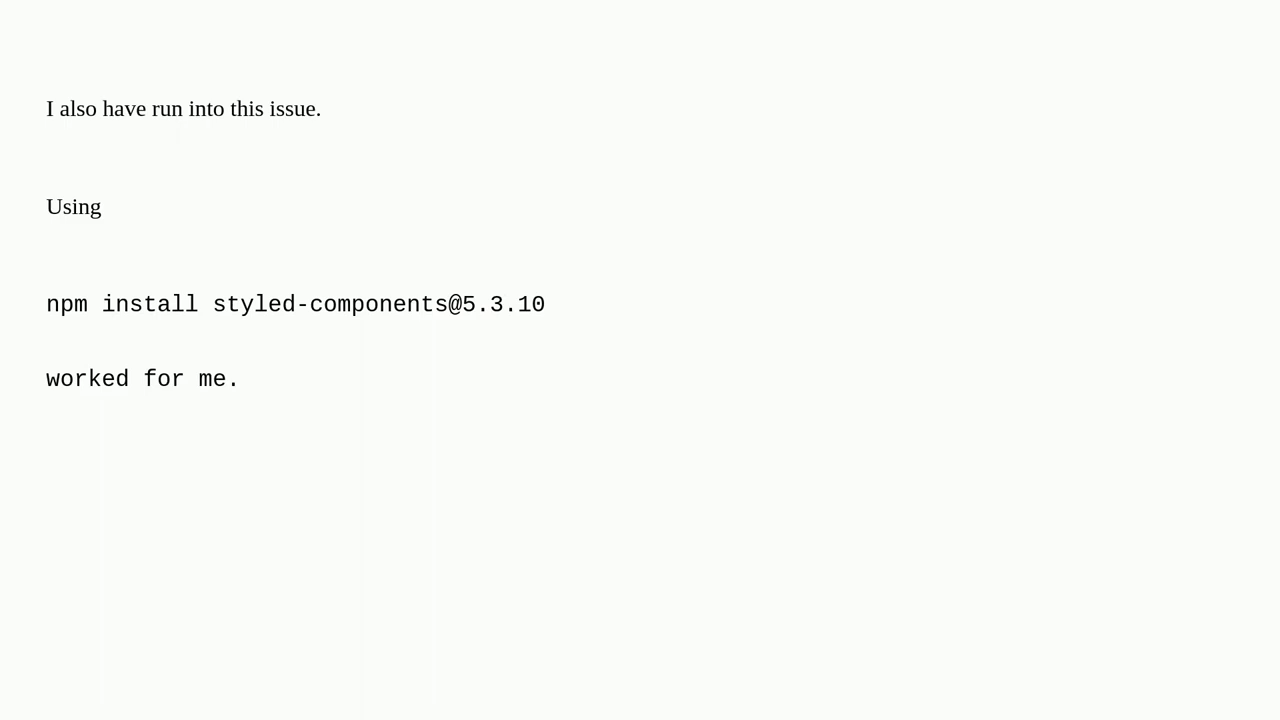 I also have run into this issue.
Using
npm install styled-components@5.3.10
worked for me.